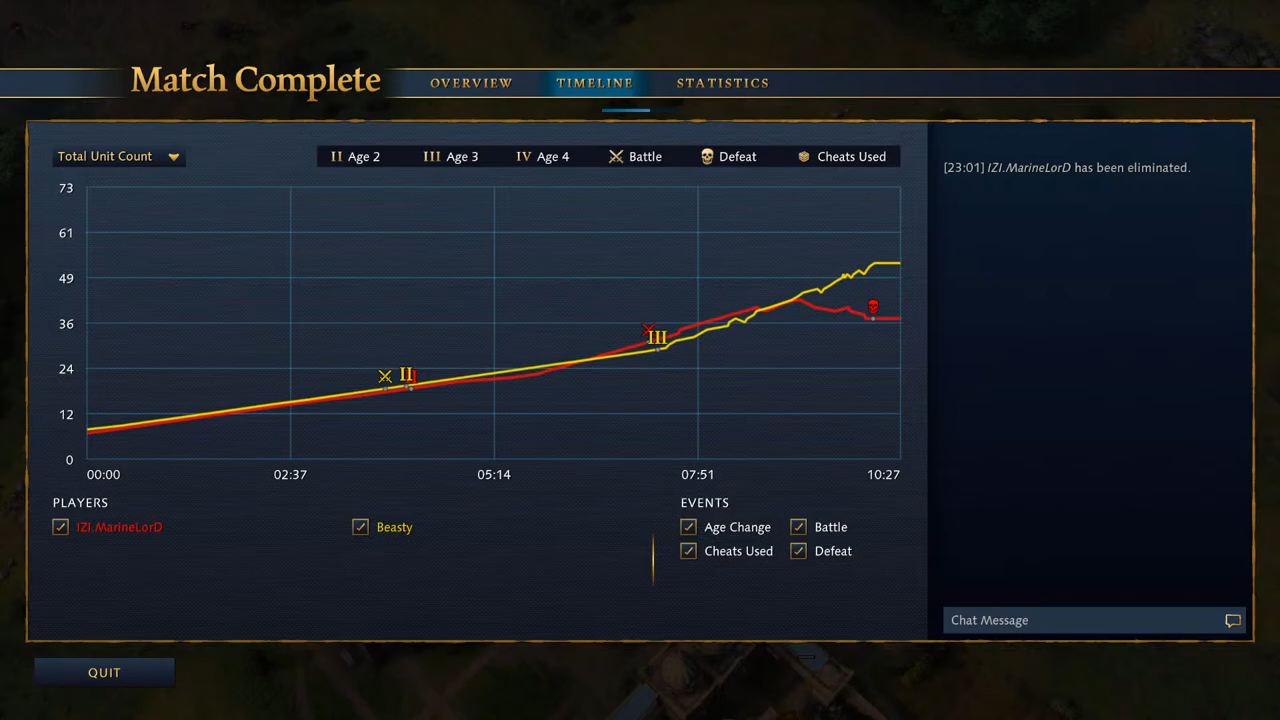 Match Complete
OVERVIEW
TIMELINE
STATISTICS
Total Unit Count
II Age 2
III Age 3
IV Age 4
Battle
Defeat
Cheats Used
73
61
49
36
24
12
0
III
II
00:00
02:37
05:14
07:51
10:27
PLAYERS
IZI.MarineLorD
Beasty
EVENTS
Age Change
Battle
Cheats Used
Defeat
[23:01] IZI.MarineLorD has been eliminated.
Chat Message
QUIT